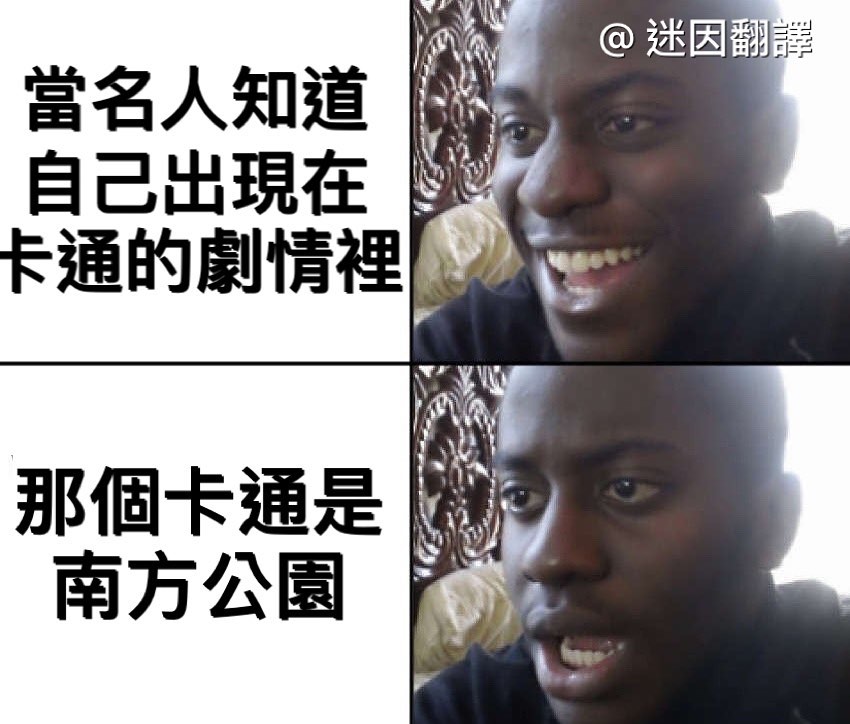 @ 迷因翻譯
當名人知道
自己出現在
卡通的劇情裡
那個卡通是
南方公園